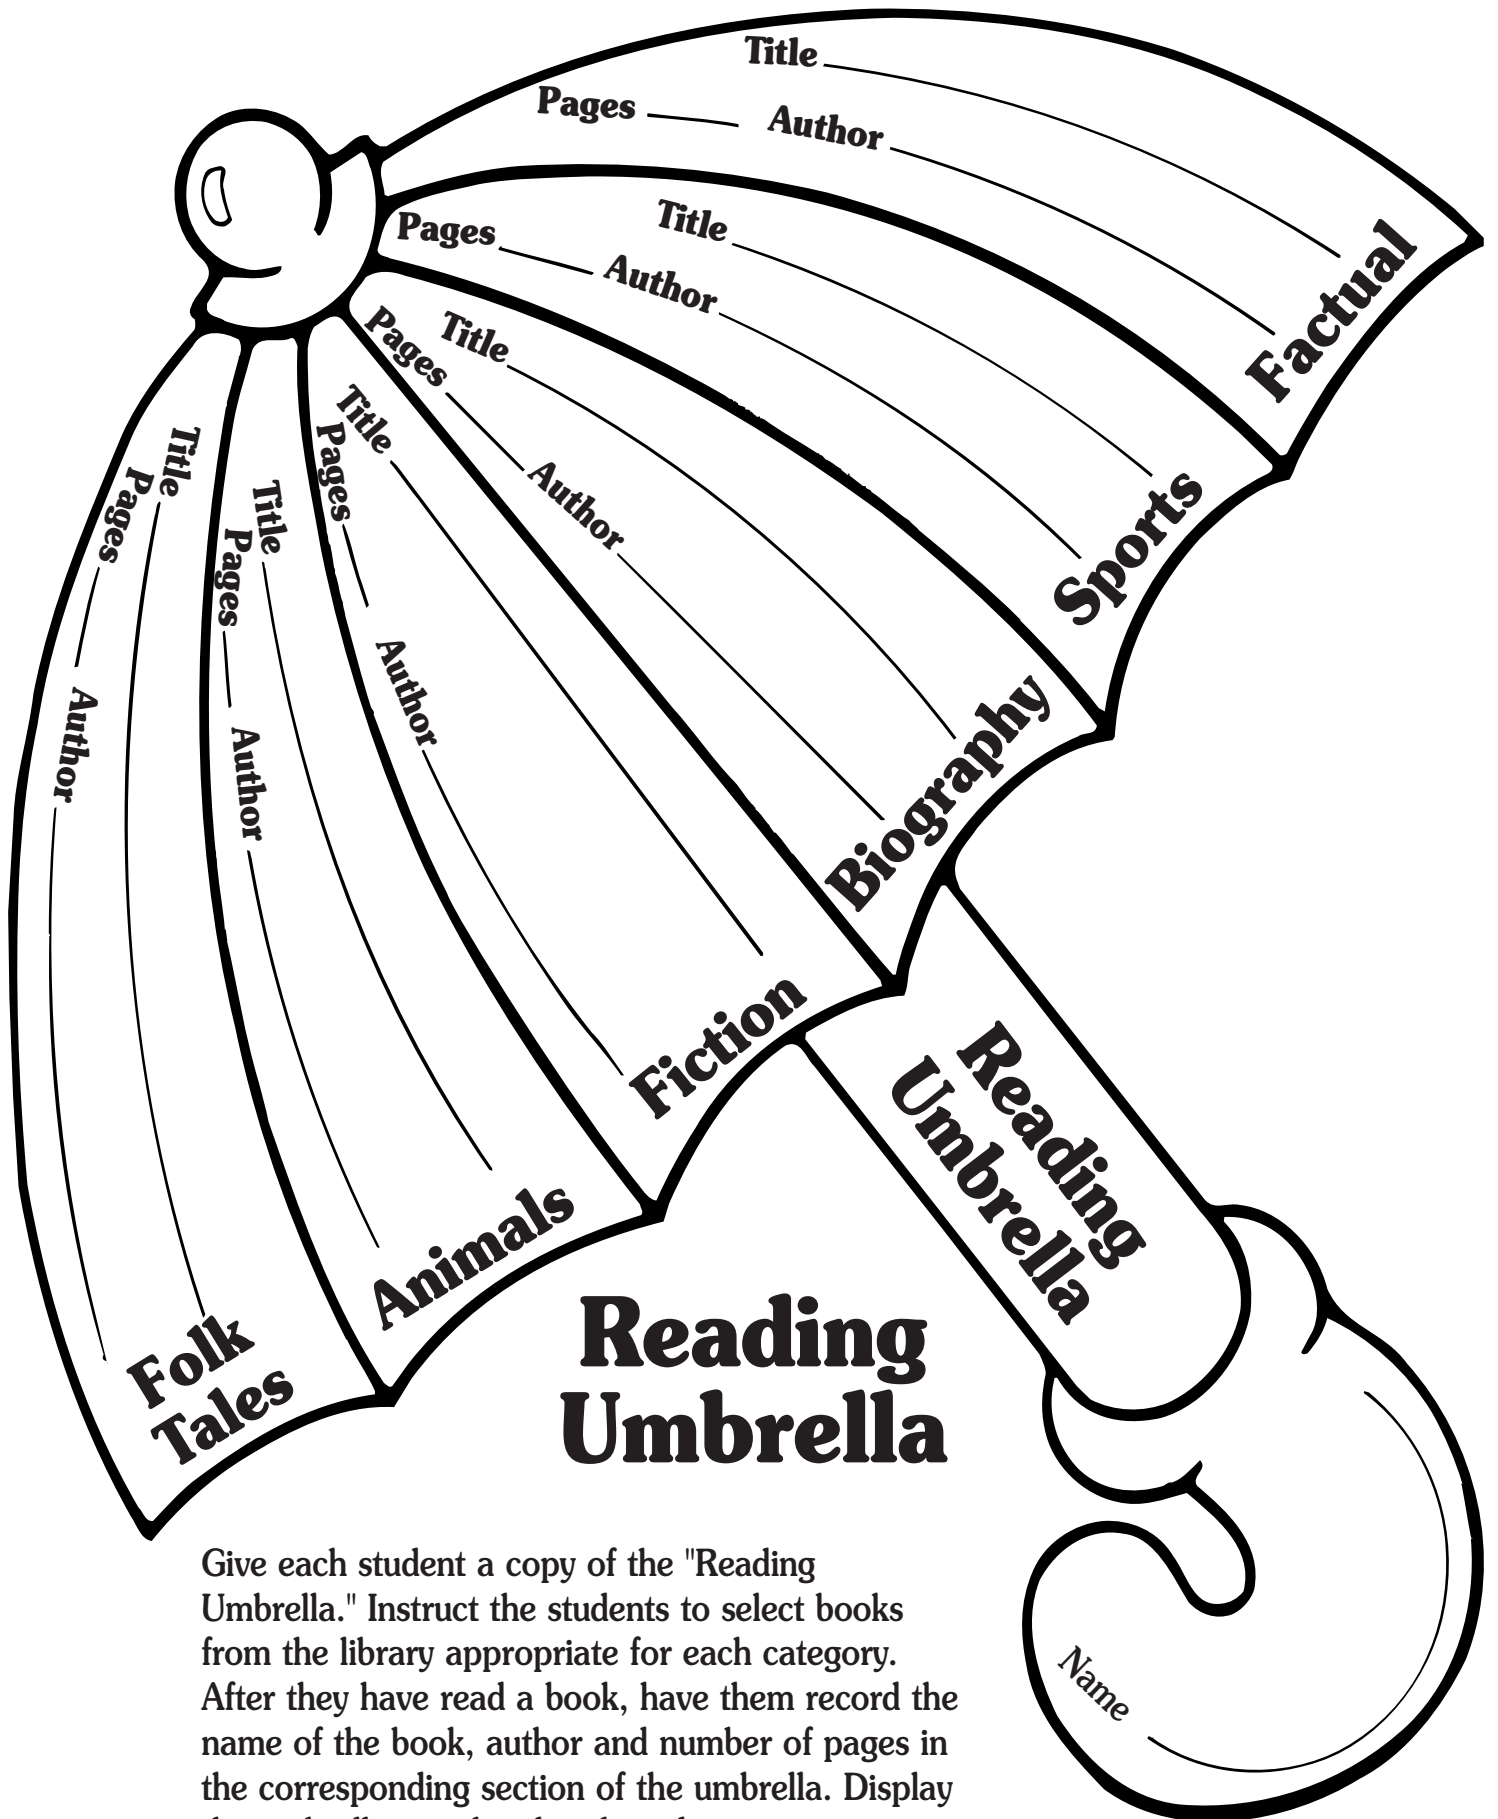 Title
Pages
Author
Factual
Title
Pages
Author
Sports
Title
Pages
Author
Biography
Title
Pages
Author
Fiction
Title
Pages
Author
Animals
Title
Pages
Author
Folk
Tales
Reading
Umbrella
Reading
Umbrella
Give each student a copy of the "Reading
Umbrella." Instruct the students to select books
from the library appropriate for each category.
After they have read a book, have them record the
name of the book, author and number of pages in
the corresponding section of the umbrella. Display
Name